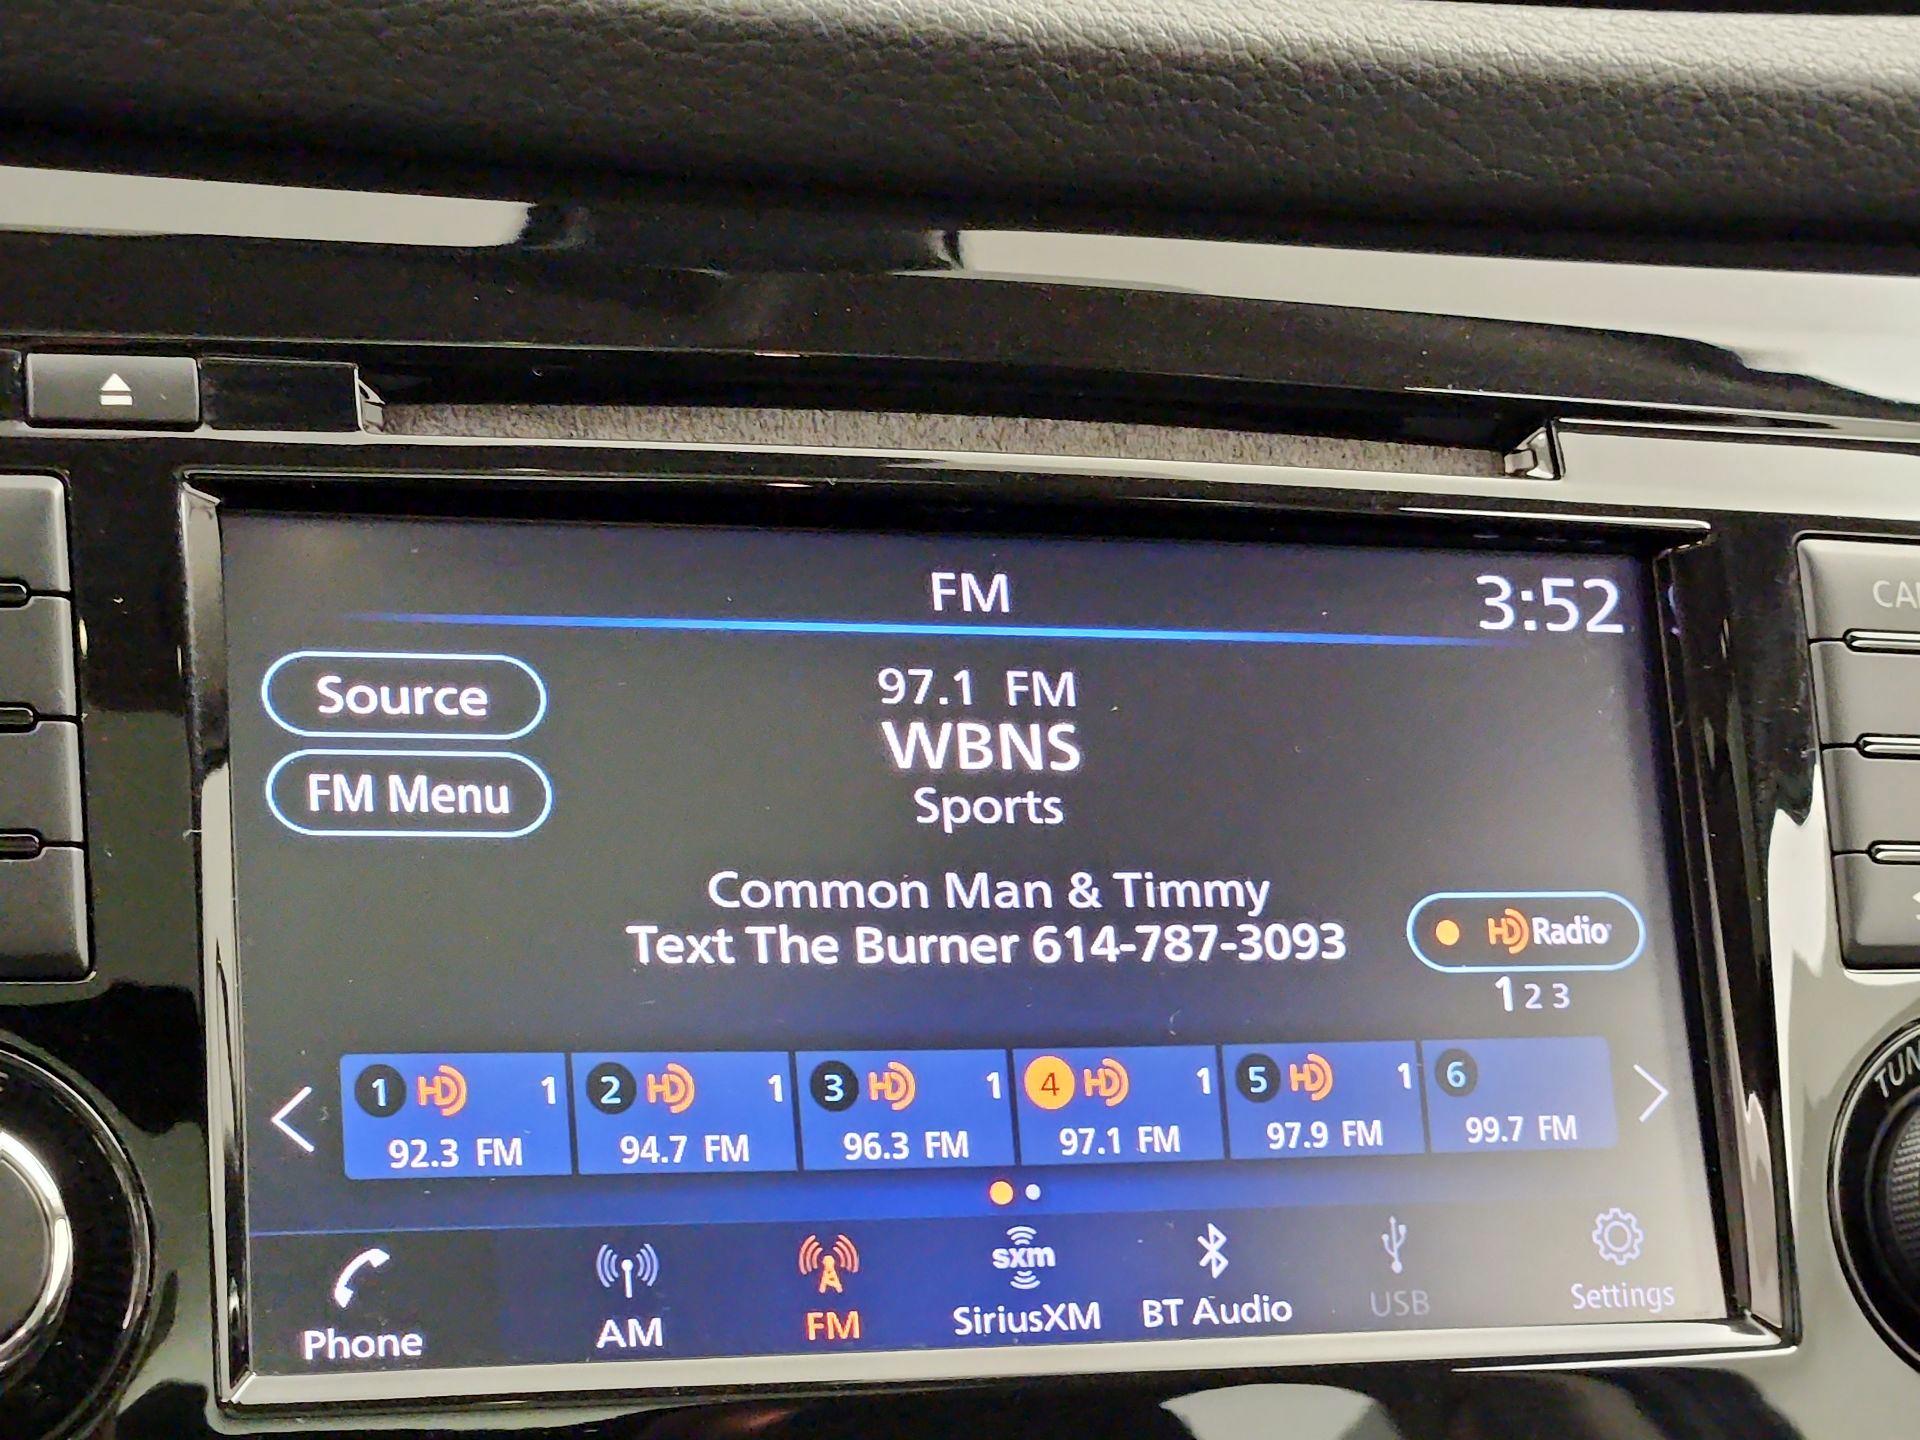 FM
3:52
Source
FM Menu
97.1 FM
WBNS
Sports
Common Man & Timmy
Text The Burner 614-787-3093
HD Radio
1 2 3
1 HD 1
92.3 FM
2 HD 1
94.7 FM
3 HD 1
96.3 FM
4 HD 1
97.1 FM
5 HD 1
97.9 FM
6
99.7 FM
Phone
AM
FM
sxm
SiriusXM
BT Audio
USB
Settings